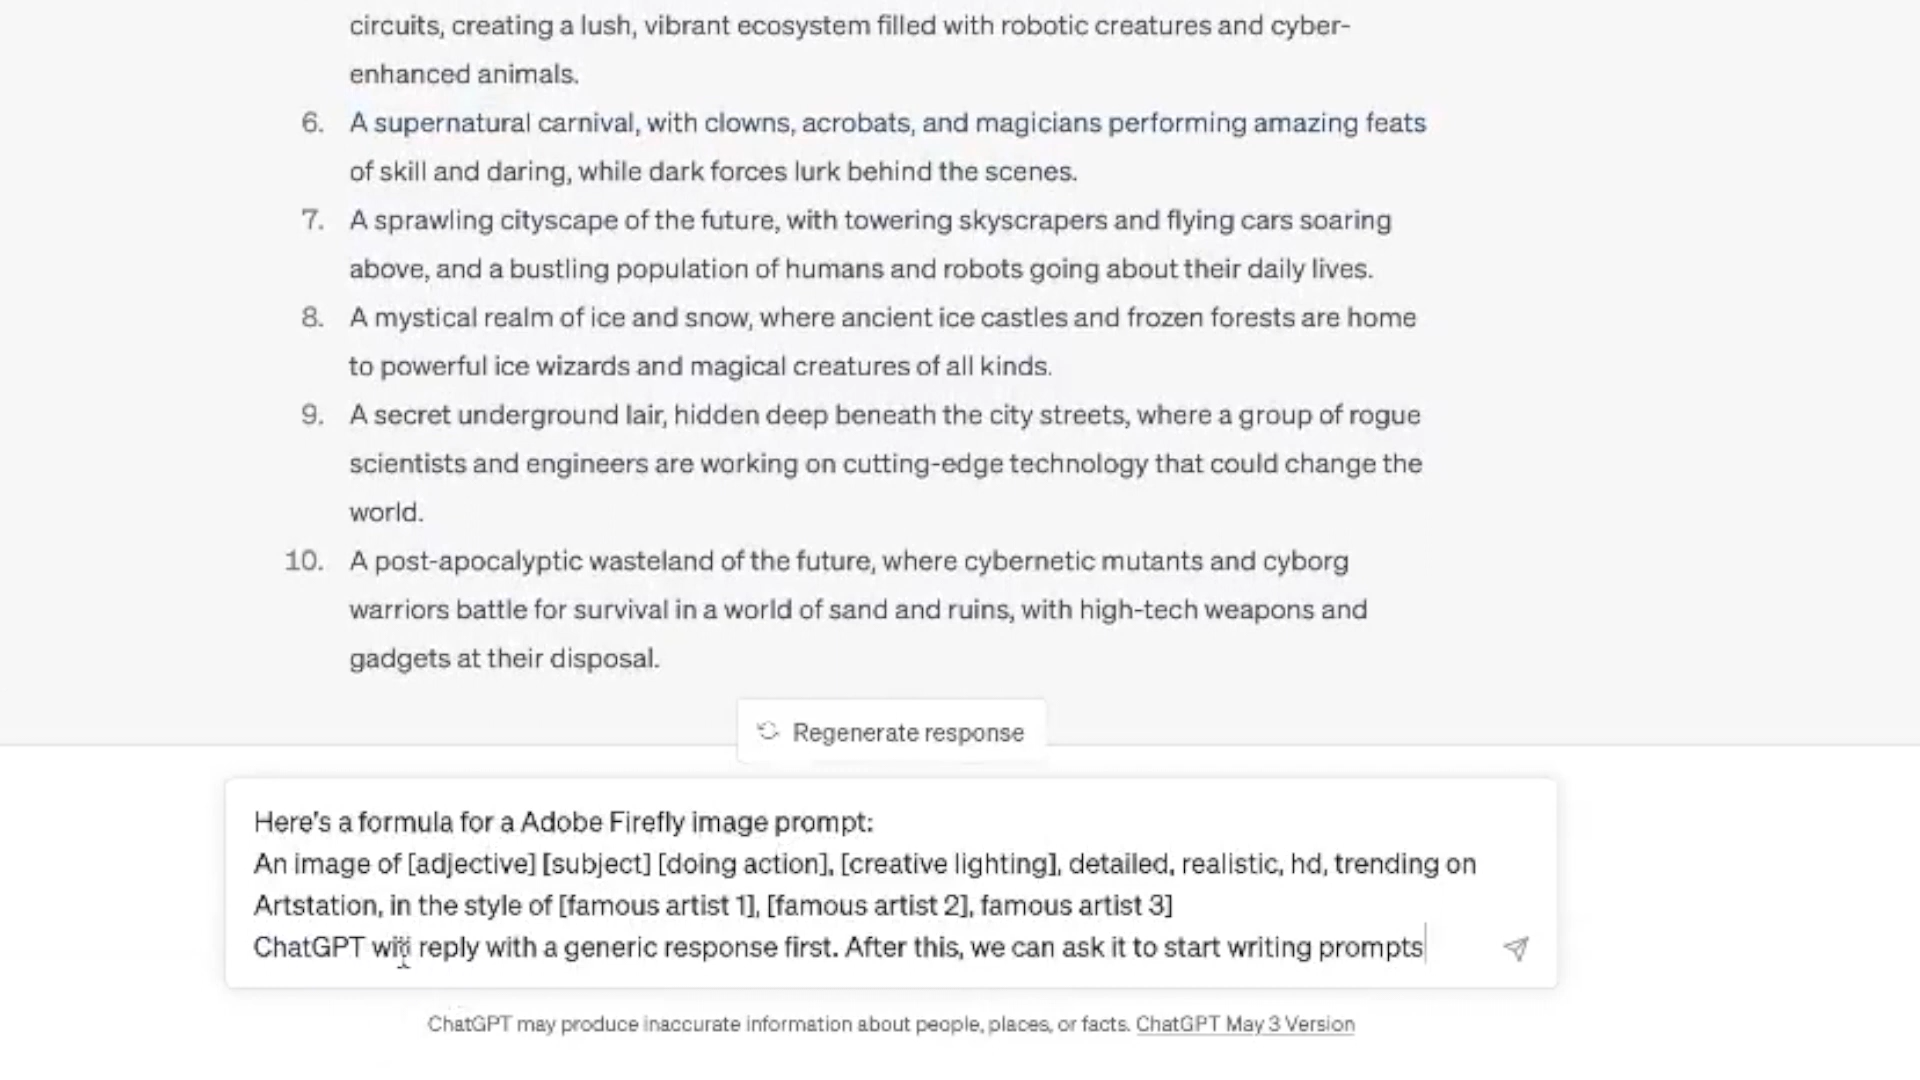 circuits, creating a lush, vibrant ecosystem filled with robotic creatures and cyber-
enhanced animals.
6. A supernatural carnival, with clowns, acrobats, and magicians performing amazing feats
of skill and daring, while dark forces lurk behind the scenes.
7. A sprawling cityscape of the future, with towering skyscrapers and flying cars soaring
above, and a bustling population of humans and robots going about their daily lives.
8. A mystical realm of ice and snow, where ancient ice castles and frozen forests are home
to powerful ice wizards and magical creatures of all kinds.
9. A secret underground lair, hidden deep beneath the city streets, where a group of rogue
scientists and engineers are working on cutting-edge technology that could change the
world.
10. A post-apocalyptic wasteland of the future, where cybernetic mutants and cyborg
warriors battle for survival in a world of sand and ruins, with high-tech weapons and
gadgets at their disposal.
Regenerate response
Here's a formula for a Adobe Firefly image prompt:
An image of [adjective] [subject] [doing action], [creative lighting], detailed, realistic, hd, trending on
Artstation, in the style of [famous artist 1], [famous artist 2], famous artist 3]
ChatGPT will reply with a generic response first. After this, we can ask it to start writing prompts
ChatGPT may produce inaccurate information about people, places, or facts. ChatGPT May 3 Version